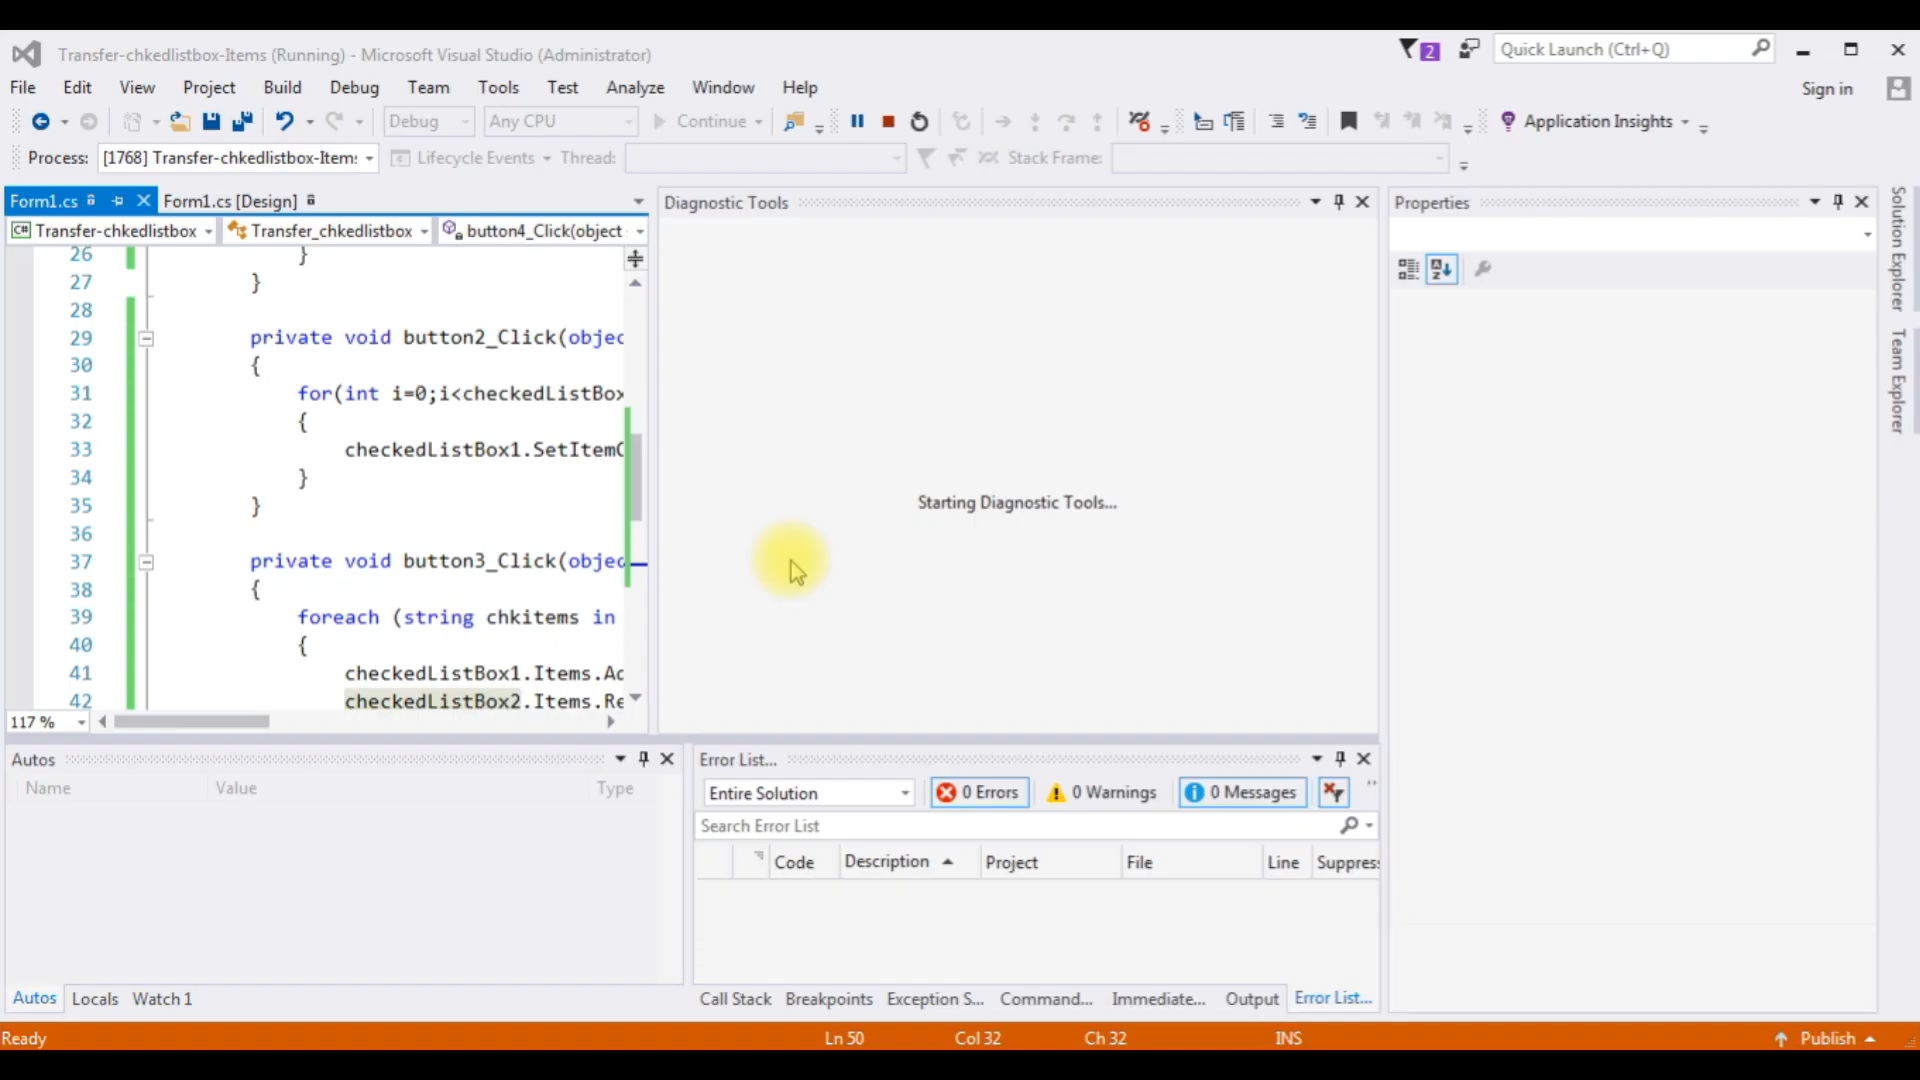 Transfer-chkedlistbox-Items (Running) - Microsoft Visual Studio (Administrator)
2
Quick Launch (Ctrl+Q)
File Edit View Project Build Debug Team Tools Test Analyze Window Help
Sign in
Debug Any CPU Continue Application Insights
Process: [1768] Transfer-chkedlistbox-Item: Lifecycle Events Thread: Stack Frame:
Form1.cs Form1.cs [Design]
Diagnostic Tools
Properties
Solution Explorer
Team Explorer
C# Transfer-chkedlistbox Transfer_chkedlistbox button4_Click(object
26 }
27 }
28
29 private void button2_Click(objec
30 {
31 for(int i=0;i<checkedListBox
32 {
33 checkedListBox1.SetItemC
34 }
35 }
36
37 private void button3_Click(objec
38 {
39 foreach (string chkitems in
40 {
41 checkedListBox1.Items.Ad
42 checkedListBox2.Items.Re
117 %
Starting Diagnostic Tools...
Autos
Name Value Type
Autos Locals Watch 1
Error List...
Entire Solution 0 Errors 0 Warnings 0 Messages
Search Error List
Code Description Project File Line Suppres
Call Stack Breakpoints Exception S... Command... Immediate... Output Error List...
Ready Ln 50 Col 32 Ch 32 INS Publish